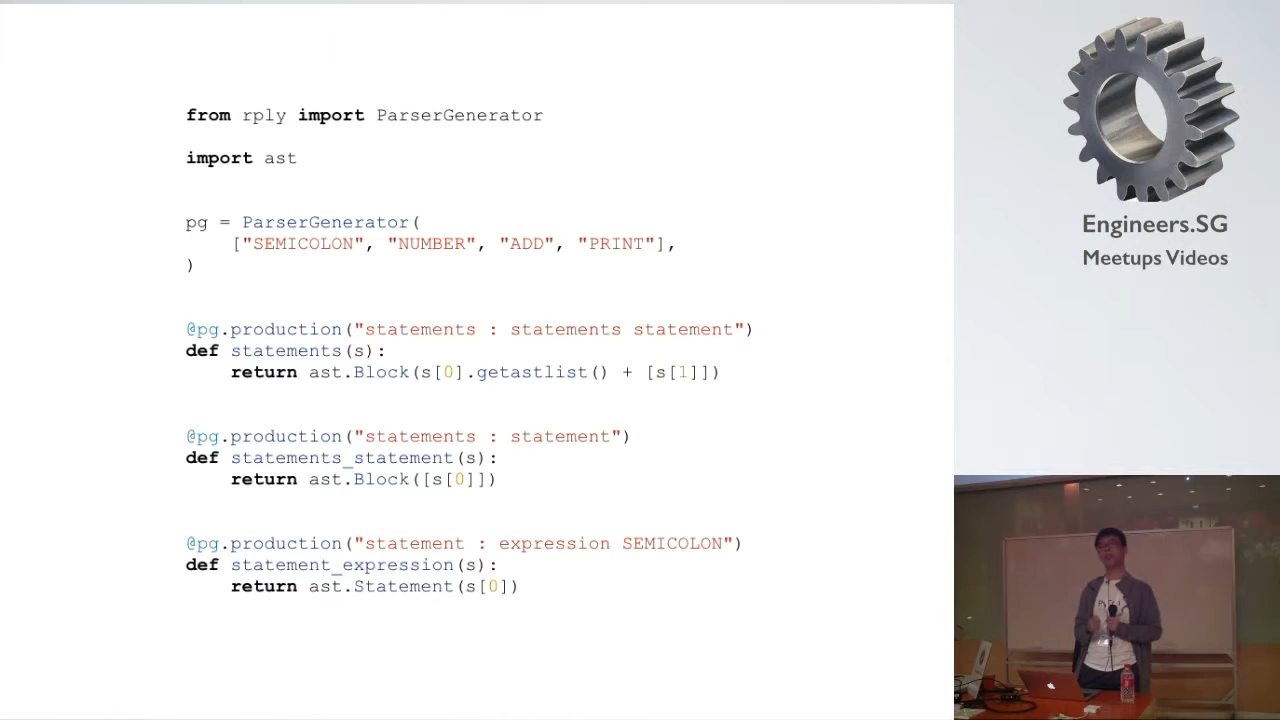 from rply import ParserGenerator
import ast
pg = ParserGenerator(
["SEMICOLON", "NUMBER", "ADD", "PRINT"],
)
@pg.production("statements : statements statement")
def statements(s):
return ast.Block(s[0].getastlist() + [s[1]])
@pg.production("statements : statement")
def statements_statement(s):
return ast.Block([s[0]])
@pg.production("statement : expression SEMICOLON")
def statement_expression(s):
return ast.Statement(s[0])
Engineers.SG
Meetups Videos